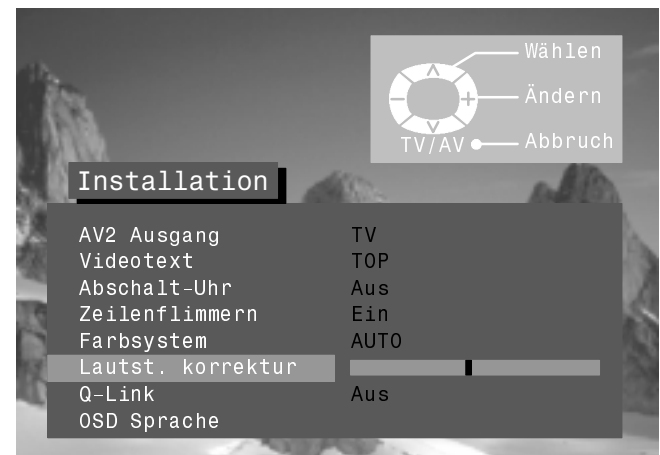 Wählen
Ändern
TV/AV Abbruch
Installation
AV2 Ausgang TV
Videotext TOP
Abschalt-Uhr Aus
Zeilenflimmern Ein
Farbsystem AUTO
Lautst. korrektur
Q-Link Aus
OSD Sprache